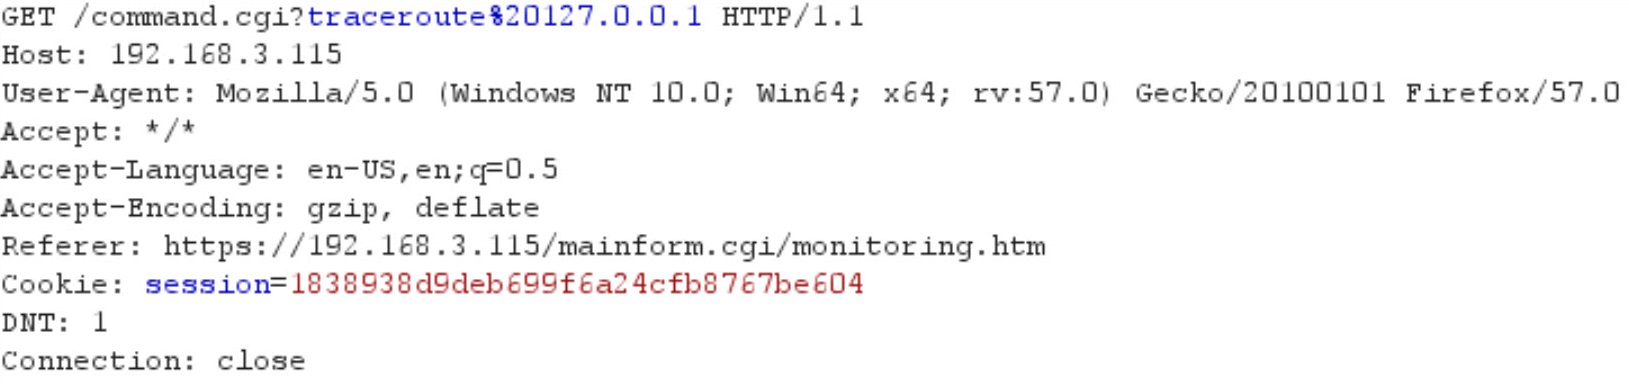 GET /command.cgi?traceroute%20127.0.0.1 HTTP/1.1
Host: 192.168.3.115
User-Agent: Mozilla/5.0 (Windows NT 10.0; Win64; x64; rv:57.0) Gecko/20100101 Firefox/57.0
Accept: */*
Accept-Language: en-US,en;q=0.5
Accept-Encoding: gzip, deflate
Referer: https://192.168.3.115/mainform.cgi/monitoring.htm
Cookie: session=1838938d9deb699f6a24cfb8767be604
DNT: 1
Connection: close